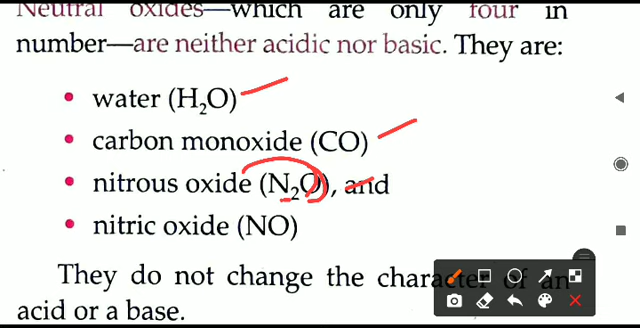 Neutral oxides—which are only four in
number—are neither acidic nor basic. They are:
• water (H₂O)
• carbon monoxide (CO)
• nitrous oxide (N₂O), and
• nitric oxide (NO)
They do not change the character of an
acid or a base.